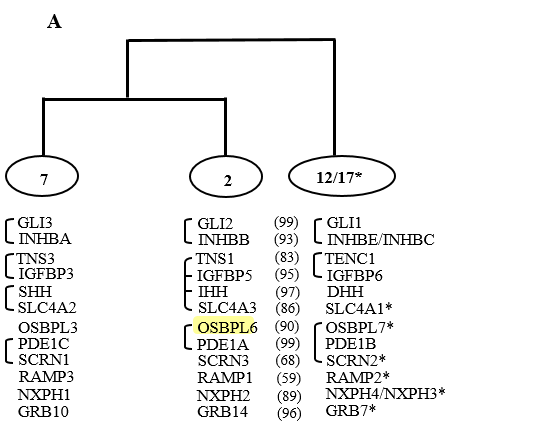 A
7 2 12/17*
GLI3 GLI2 (99) GLI1
INHBA INHBB (93) INHBE/INHBC
TNS3 TNS1 (83) TENC1
IGFBP3 IGFBP5 (95) IGFBP6
SHH IHH (97) DHH
SLC4A2 SLC4A3 (86) SLC4A1*
OSBPL3 OSBPL6 (90) OSBPL7*
PDE1C PDE1A (99) PDE1B
SCRN1 SCRN3 (68) SCRN2*
RAMP3 RAMP1 (59) RAMP2*
NXPH1 NXPH2 (89) NXPH4/NXPH3*
GRB10 GRB14 (96) GRB7*